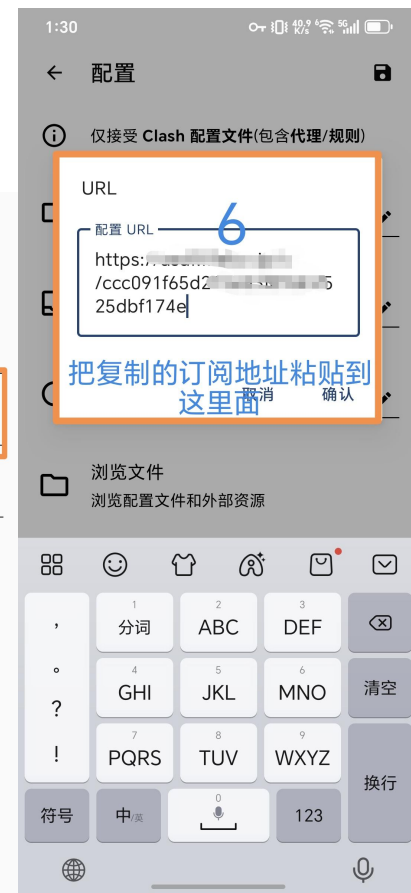 1:30
40.9 K/s
6
5G
配置
仅接受 Clash 配置文件(包含代理/规则)
URL
6
配置 URL
https:/
/ccc091f65d2
25dbf174e
把复制的订阅地址粘贴到
这里面
取消
确认
浏览文件
浏览配置文件和外部资源
，
1
分词
2
ABC
3
DEF
。
4
GHI
5
JKL
6
MNO
清空
?
!
7
PQRS
8
TUV
9
WXYZ
换行
符号
中/英
0
123